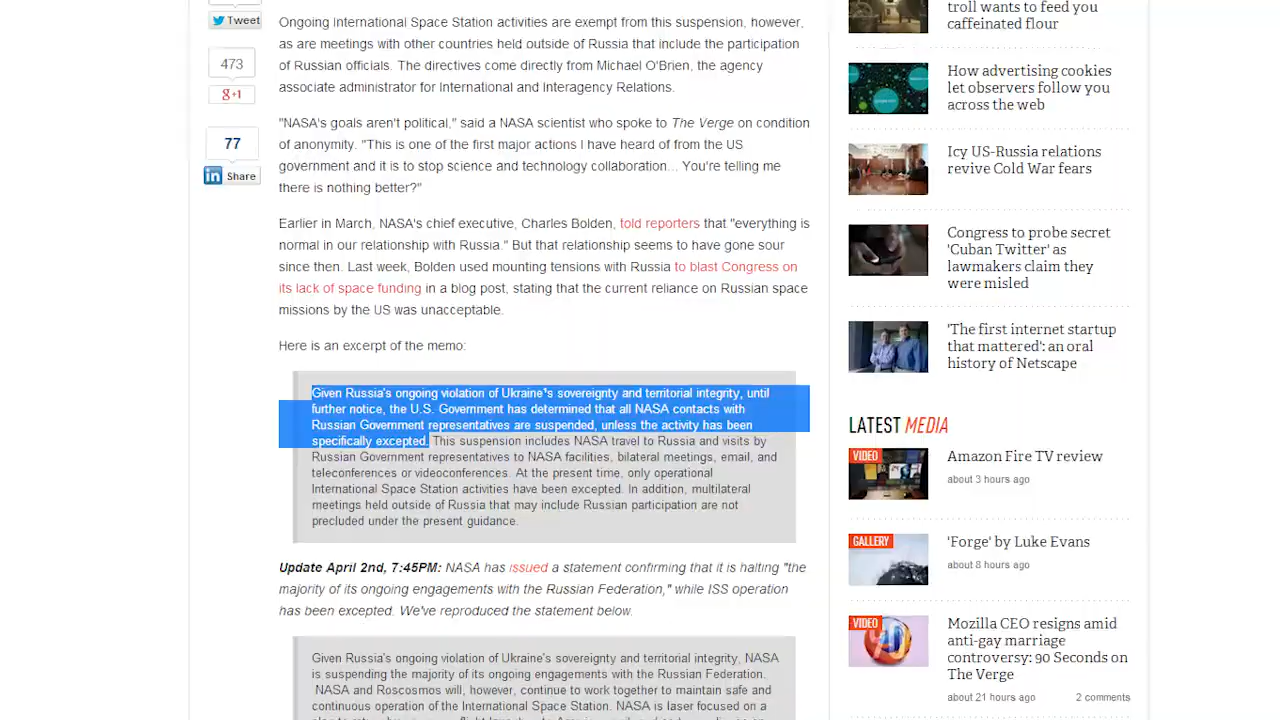 Tweet
473
g+1
77
in Share
Ongoing International Space Station activities are exempt from this suspension, however,
as are meetings with other countries held outside of Russia that include the participation
of Russian officials. The directives come directly from Michael O'Brien, the agency
associate administrator for International and Interagency Relations.
"NASA's goals aren't political," said a NASA scientist who spoke to The Verge on condition
of anonymity. "This is one of the first major actions I have heard of from the US
government and it is to stop science and technology collaboration... You're telling me
there is nothing better?"
Earlier in March, NASA's chief executive, Charles Bolden, told reporters that "everything is
normal in our relationship with Russia." But that relationship seems to have gone sour
since then. Last week, Bolden used mounting tensions with Russia to blast Congress on
its lack of space funding in a blog post, stating that the current reliance on Russian space
missions by the US was unacceptable.
Here is an excerpt of the memo:
Given Russia's ongoing violation of Ukraine's sovereignty and territorial integrity, until
further notice, the U.S. Government has determined that all NASA contacts with
Russian Government representatives are suspended, unless the activity has been
specifically excepted. This suspension includes NASA travel to Russia and visits by
Russian Government representatives to NASA facilities, bilateral meetings, email, and
teleconferences or videoconferences. At the present time, only operational
International Space Station activities have been excepted. In addition, multilateral
meetings held outside of Russia that may include Russian participation are not
precluded under the present guidance.
Update April 2nd, 7:45PM: NASA has issued a statement confirming that it is halting "the
majority of its ongoing engagements with the Russian Federation," while ISS operation
has been excepted. We've reproduced the statement below.
Given Russia's ongoing violation of Ukraine's sovereignty and territorial integrity, NASA
is suspending the majority of its ongoing engagements with the Russian Federation.
NASA and Roscosmos will, however, continue to work together to maintain safe and
continuous operation of the International Space Station. NASA is laser focused on a
troll wants to feed you
caffeinated flour
How advertising cookies
let observers follow you
across the web
Icy US-Russia relations
revive Cold War fears
Congress to probe secret
'Cuban Twitter' as
lawmakers claim they
were misled
'The first internet startup
that mattered': an oral
history of Netscape
LATEST MEDIA
VIDEO
Amazon Fire TV review
about 3 hours ago
GALLERY
'Forge' by Luke Evans
about 8 hours ago
VIDEO
90
Mozilla CEO resigns amid
anti-gay marriage
controversy: 90 Seconds on
The Verge
about 21 hours ago 2 comments